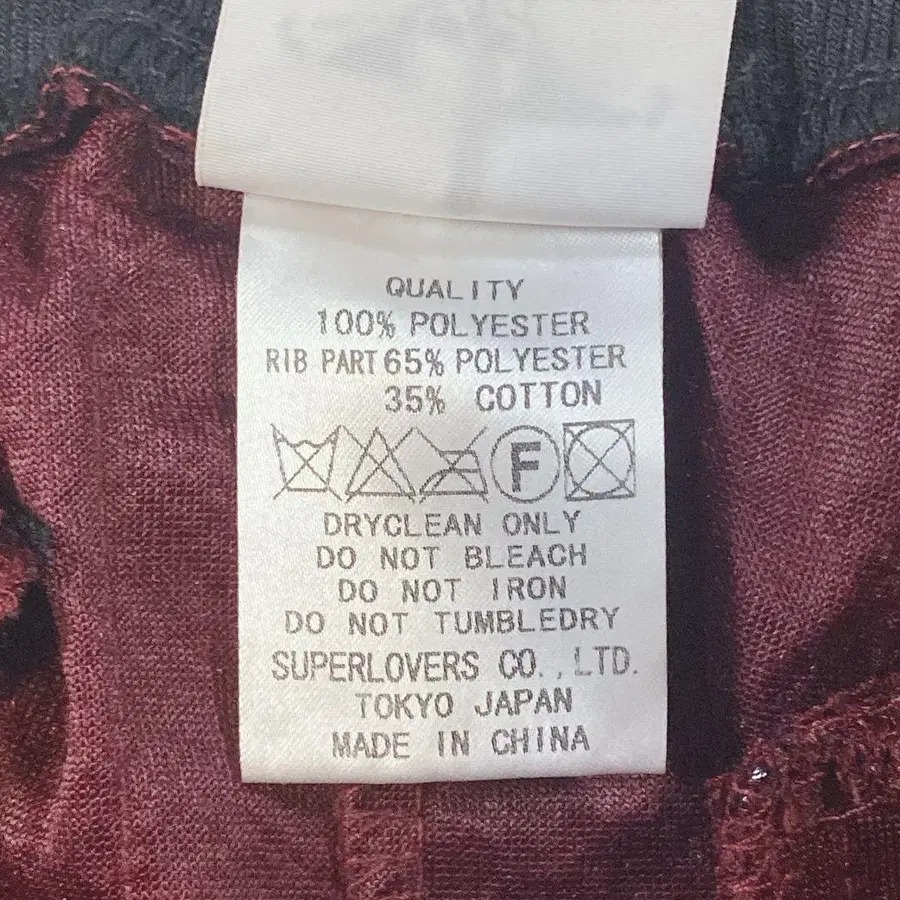 QUALITY
100% POLYESTER
RIB PART 65% POLYESTER
35% COTTON
F
DRYCLEAN ONLY
DO NOT BLEACH
DO NOT IRON
DO NOT TUMBLEDRY
SUPERLOVERS CO., LTD.
TOKYO JAPAN
MADE IN CHINA